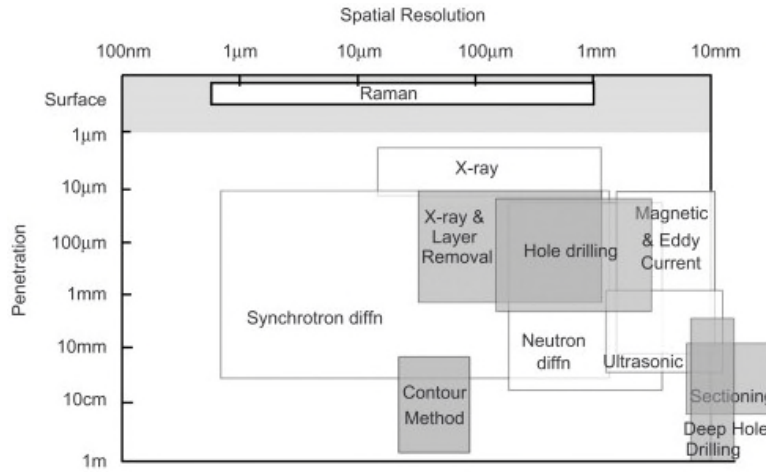 Spatial Resolution
100nm 1μm 10μm 100μm 1mm 10mm
Surface
Raman
1μm
X-ray
10μm
X-ray &
Layer
Removal
Hole drilling
Magnetic
& Eddy
Current
100μm
Penetration
1mm
Synchrotron diffn
Neutron
diffn
Ultrasonic
10mm
Contour
Method
Sectioning
10cm
Deep Hole
Drilling
1m